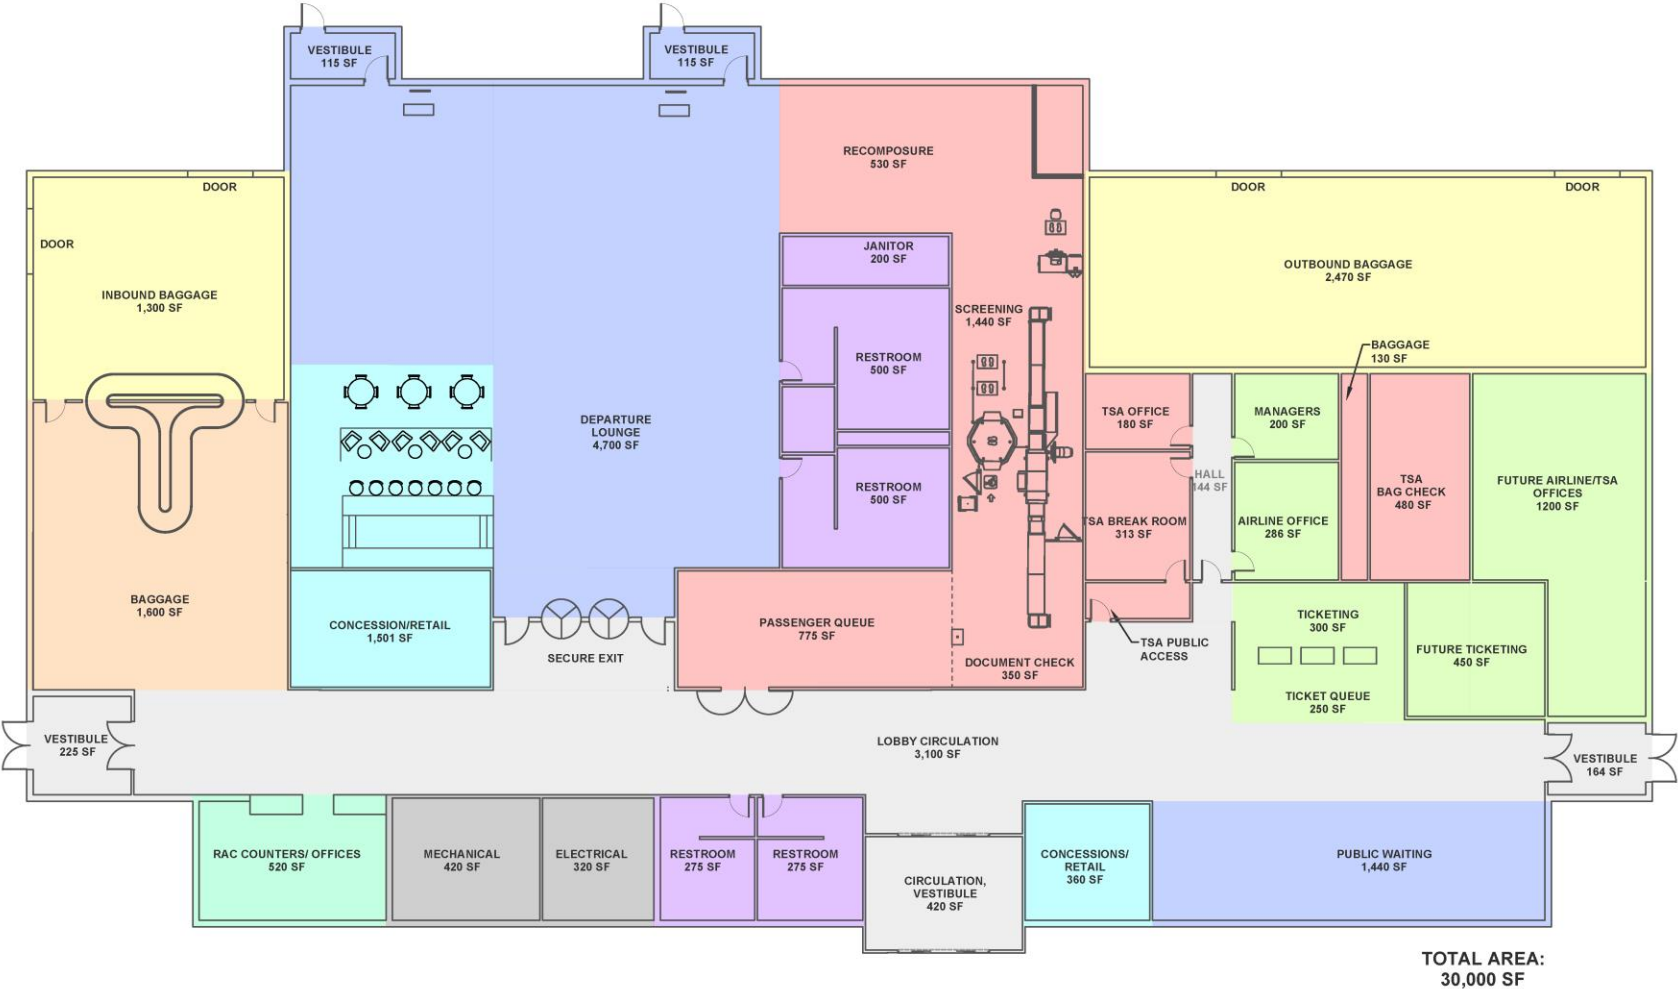 VESTIBULE
115 SF
VESTIBULE
115 SF
RECOMPOSURE
530 SF
DOOR
DOOR
DOOR
DOOR
JANITOR
200 SF
INBOUND BAGGAGE
1,300 SF
OUTBOUND BAGGAGE
2,470 SF
SCREENING
1,440 SF
RESTROOM
500 SF
BAGGAGE
130 SF
DEPARTURE
LOUNGE
4,700 SF
TSA OFFICE
180 SF
MANAGERS
200 SF
HALL
144 SF
TSA
BAG CHECK
480 SF
FUTURE AIRLINE/TSA
OFFICES
1200 SF
RESTROOM
500 SF
TSA BREAK ROOM
313 SF
AIRLINE OFFICE
286 SF
BAGGAGE
1,600 SF
CONCESSION/RETAIL
1,501 SF
SECURE EXIT
PASSENGER QUEUE
775 SF
DOCUMENT CHECK
350 SF
TSA PUBLIC
ACCESS
TICKETING
300 SF
FUTURE TICKETING
450 SF
TICKET QUEUE
250 SF
VESTIBULE
225 SF
LOBBY CIRCULATION
3,100 SF
VESTIBULE
164 SF
RAC COUNTERS/ OFFICES
520 SF
MECHANICAL
420 SF
ELECTRICAL
320 SF
RESTROOM
275 SF
RESTROOM
275 SF
CIRCULATION,
VESTIBULE
420 SF
CONCESSIONS/
RETAIL
360 SF
PUBLIC WAITING
1,440 SF
TOTAL AREA:
30,000 SF